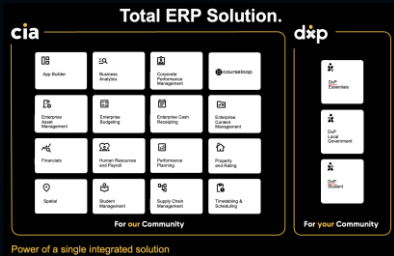 Total ERP Solution.
cia
dxp
App Builder
Business
Analytics
Corporate
Performance
Management
courseloop
Enterprise
Asset
Management
Enterprise
Budgeting
Enterprise Cash
Receipting
Enterprise
Content
Management
Financials
Human Resources
and Payroll
Performance
Planning
Property
and Rating
Spatial
Student
Management
Supply Chain
Management
Timetabling &
Scheduling
For our Community
DxP
Essentials
DxP
Local
Government
DxP
Student
For your Community
Power of a single integrated solution